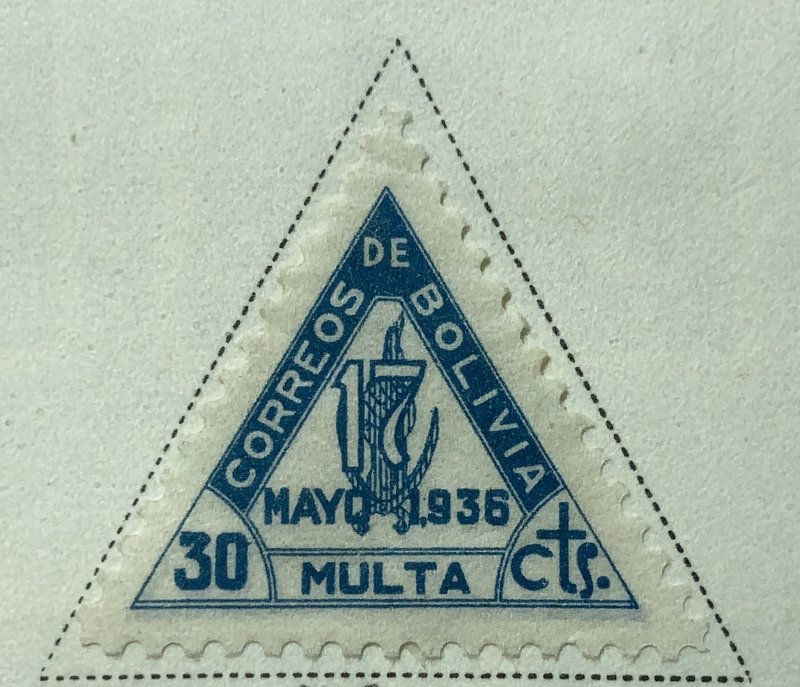 CORREOS DE BOLIVIA
17
MAYO 1,936
30 MULTA cts.